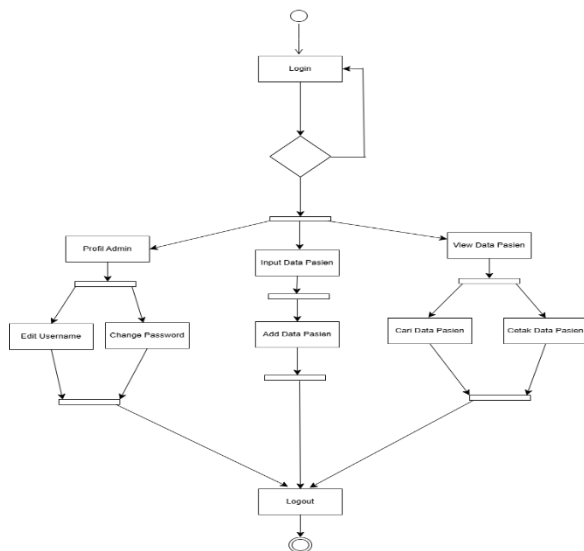 Login
Profil Admin
Input Data Pasien
View Data Pasien
Edit Username
Change Password
Add Data Pasien
Cari Data Pasien
Cetak Data Pasien
Logout